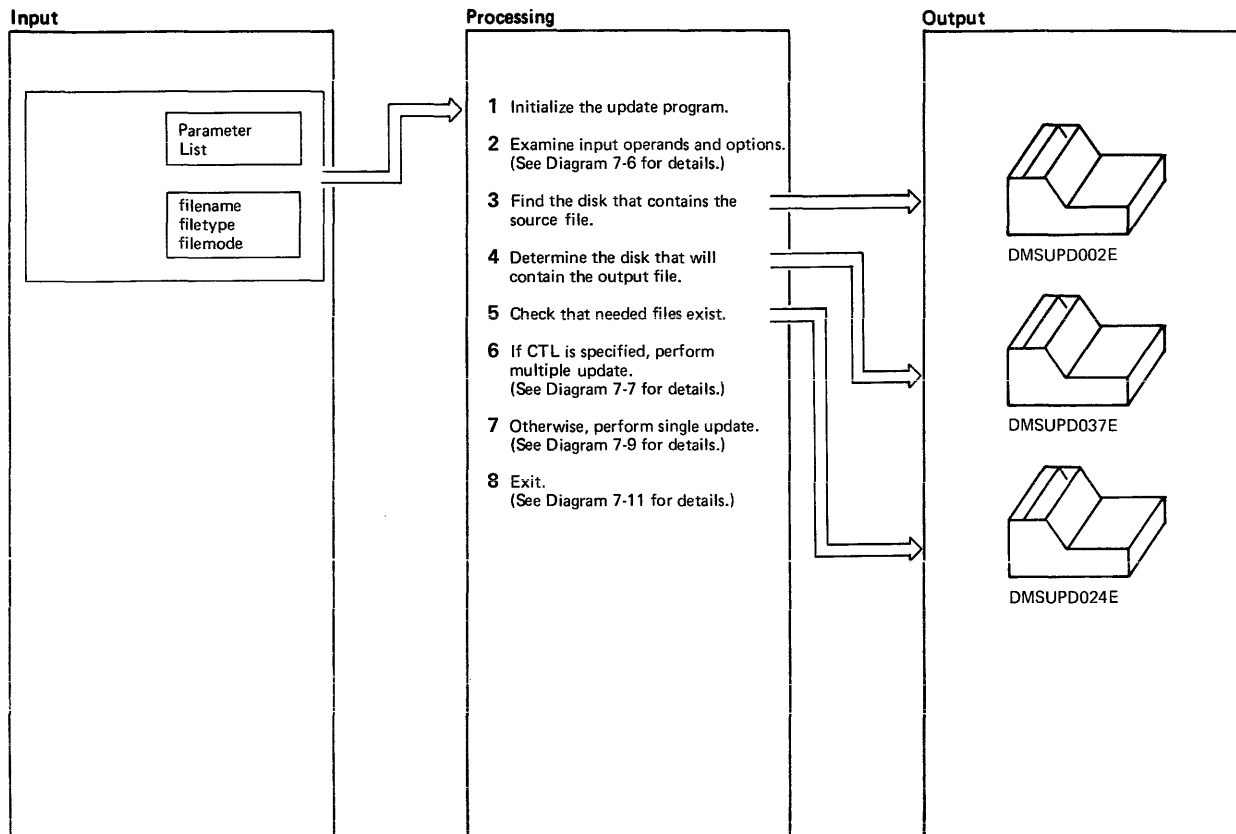 Input
Parameter
List
filename
filetype
filemode
Processing
1 Initialize the update program.
2 Examine input operands and options.
(See Diagram 7-6 for details.)
3 Find the disk that contains the
source file.
4 Determine the disk that will
contain the output file.
5 Check that needed files exist.
6 If CTL is specified, perform
multiple update.
(See Diagram 7-7 for details.)
7 Otherwise, perform single update.
(See Diagram 7-9 for details.)
8 Exit.
(See Diagram 7-11 for details.)
Output
DMSUPD002E
DMSUPD037E
DMSUPD024E